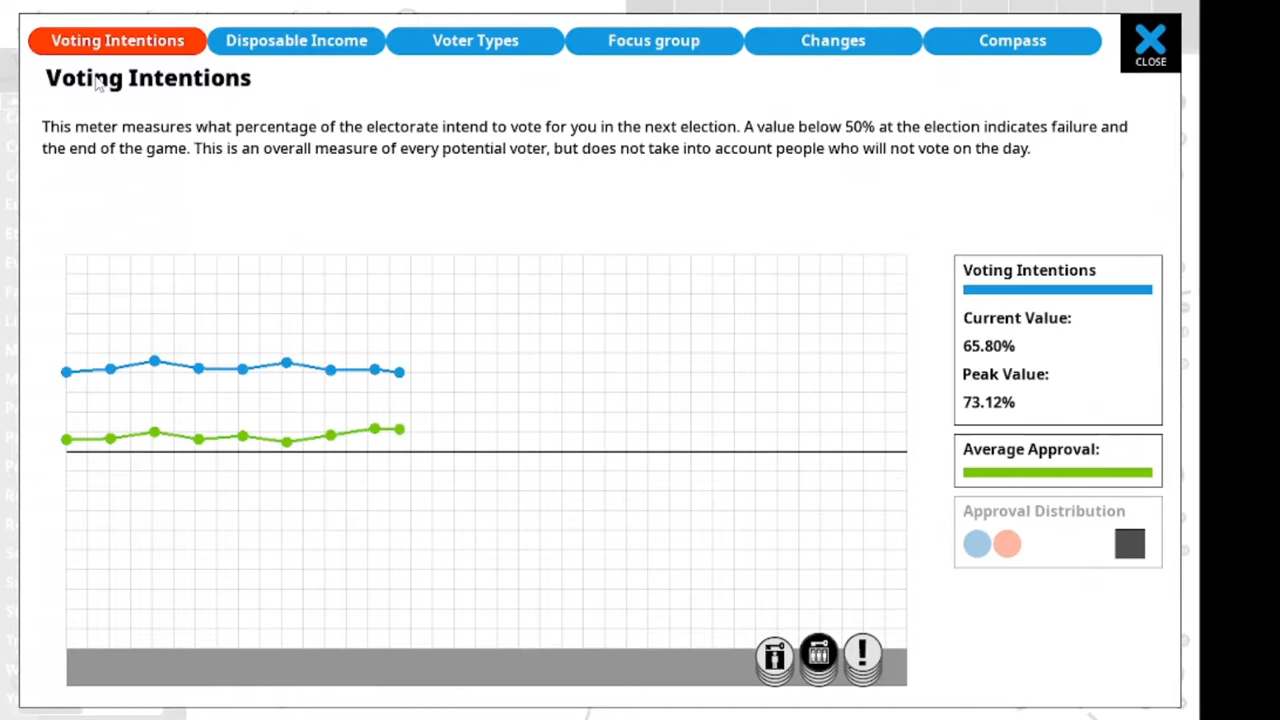 Voting Intentions
Disposable Income
Voter Types
Focus group
Changes
Compass
CLOSE
Voting Intentions
This meter measures what percentage of the electorate intend to vote for you in the next election. A value below 50% at the election indicates failure and
the end of the game. This is an overall measure of every potential voter, but does not take into account people who will not vote on the day.
Voting Intentions
Current Value:
65.80%
Peak Value:
73.12%
Average Approval:
Approval Distribution